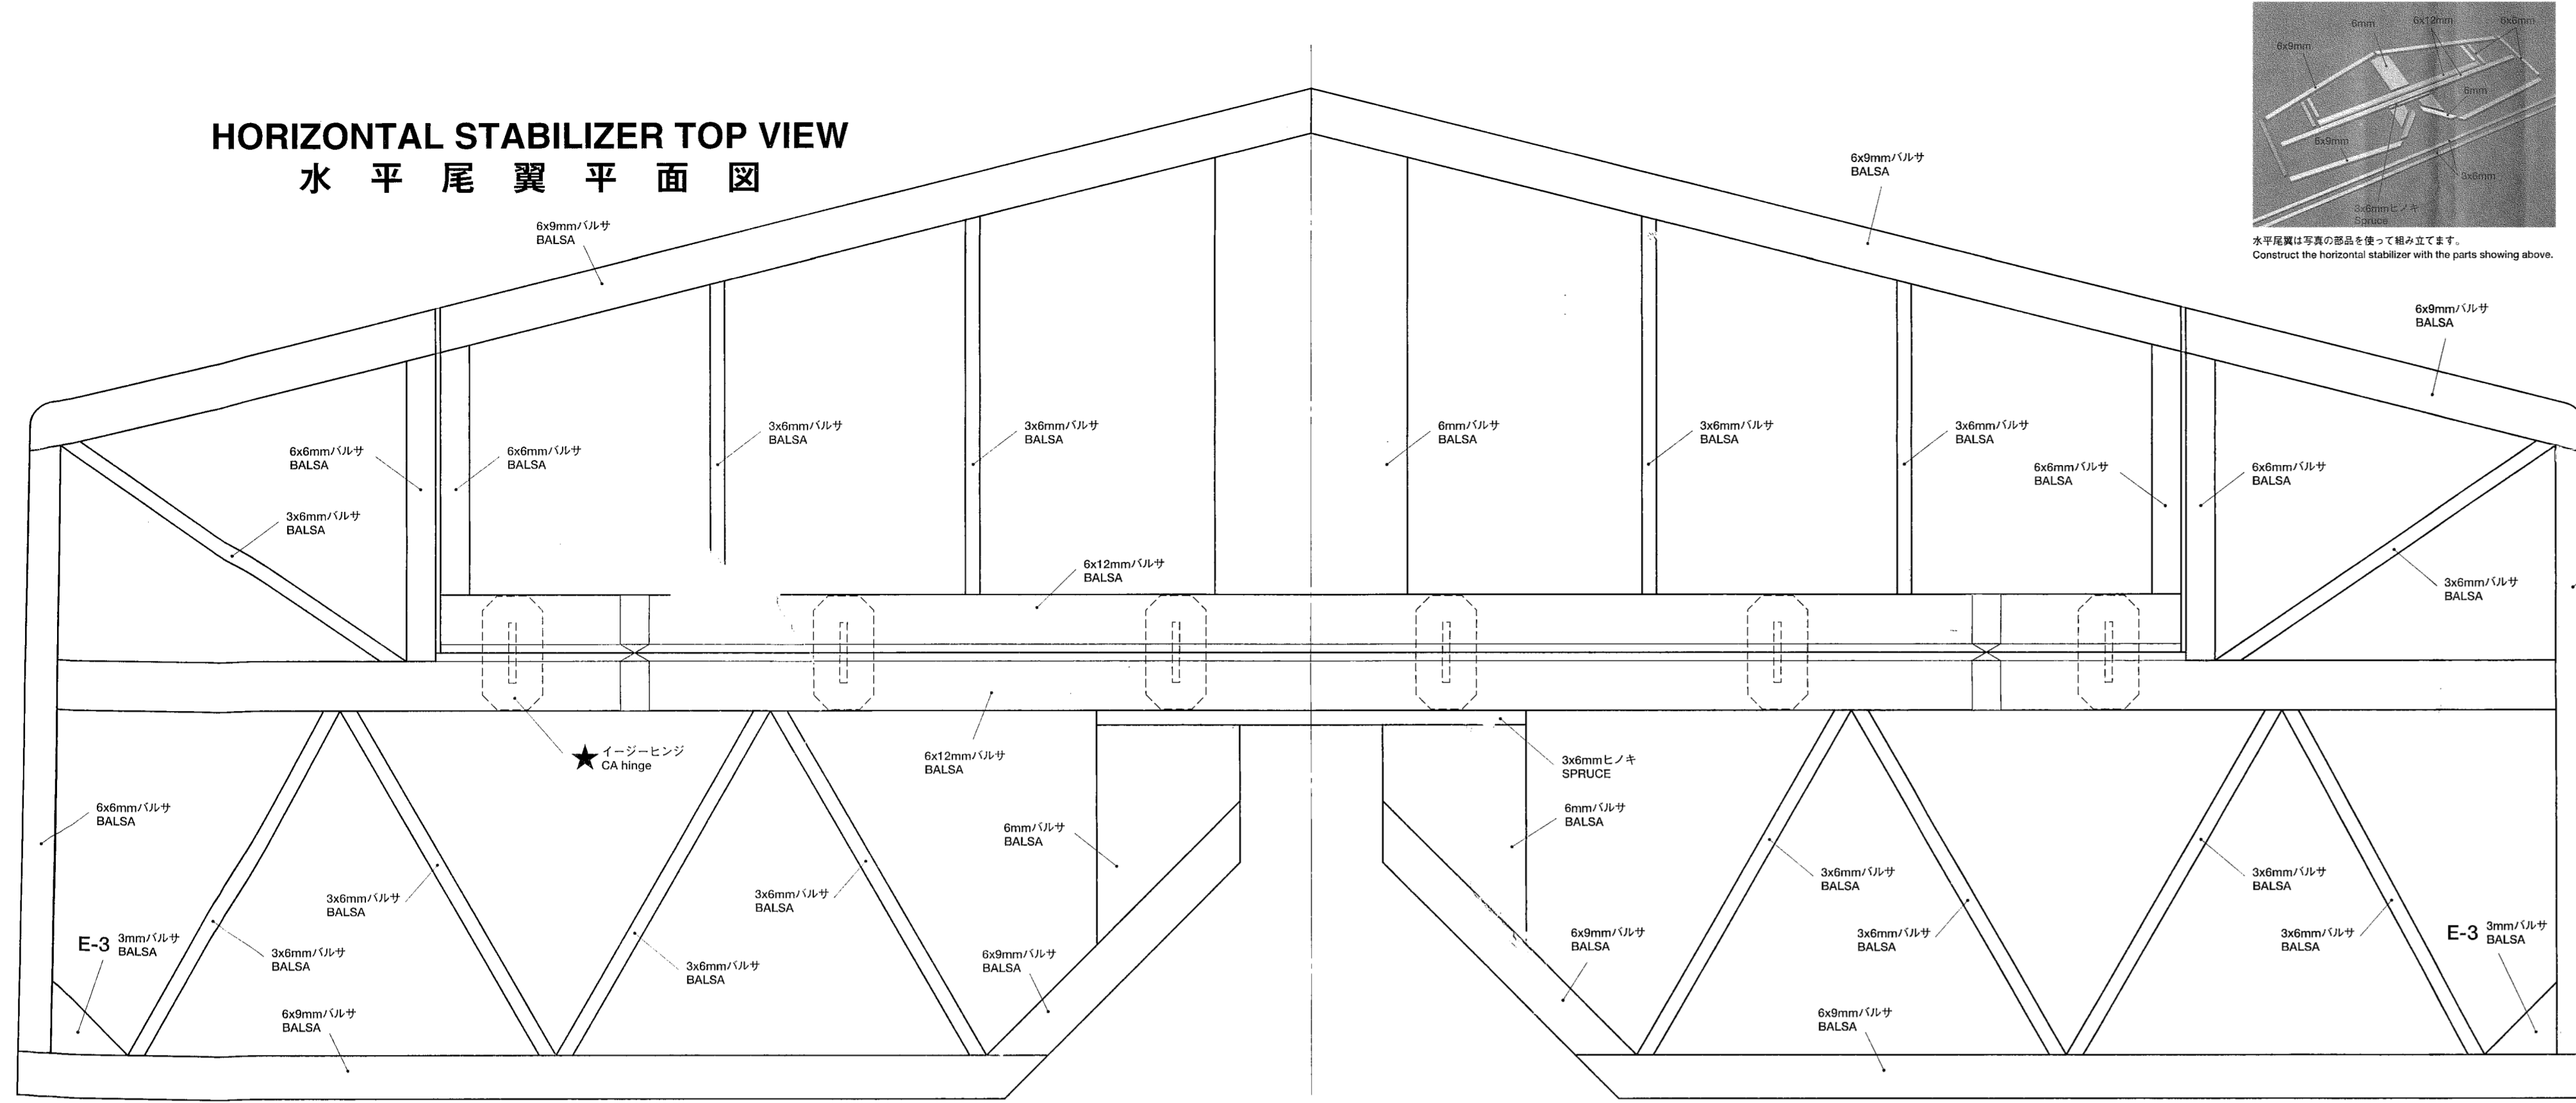 HORIZONTAL STABILIZER TOP VIEW
水平尾翼平面図
6mm
6x12mm
6x6mm
6x9mm
6mm
6x9mm
3x6mm
3x6mmヒノキ
Spruce
水平尾翼は写真の部品を使って組み立てます。
Construct the horizontal stabilizer with the parts showing above.
6x9mmバルサ
BALSA
6x9mmバルサ
BALSA
6x9mmバルサ
BALSA
6x6mmバルサ
BALSA
6x6mmバルサ
BALSA
3x6mmバルサ
BALSA
3x6mmバルサ
BALSA
6mmバルサ
BALSA
3x6mmバルサ
BALSA
3x6mmバルサ
BALSA
6x6mmバルサ
BALSA
6x6mmバルサ
BALSA
3x6mmバルサ
BALSA
6x12mmバルサ
BALSA
3x6mmバルサ
BALSA
★イージーヒンジ
CA hinge
6x12mmバルサ
BALSA
3x6mmヒノキ
SPRUCE
6x6mmバルサ
BALSA
6mmバルサ
BALSA
6mmバルサ
BALSA
3x6mmバルサ
BALSA
3x6mmバルサ
BALSA
3x6mmバルサ
BALSA
3x6mmバルサ
BALSA
E-3 3mmバルサ
BALSA
3x6mmバルサ
BALSA
3x6mmバルサ
BALSA
6x9mmバルサ
BALSA
6x9mmバルサ
BALSA
3x6mmバルサ
BALSA
3x6mmバルサ
BALSA
E-3 3mmバルサ
BALSA
6x9mmバルサ
BALSA
6x9mmバルサ
BALSA